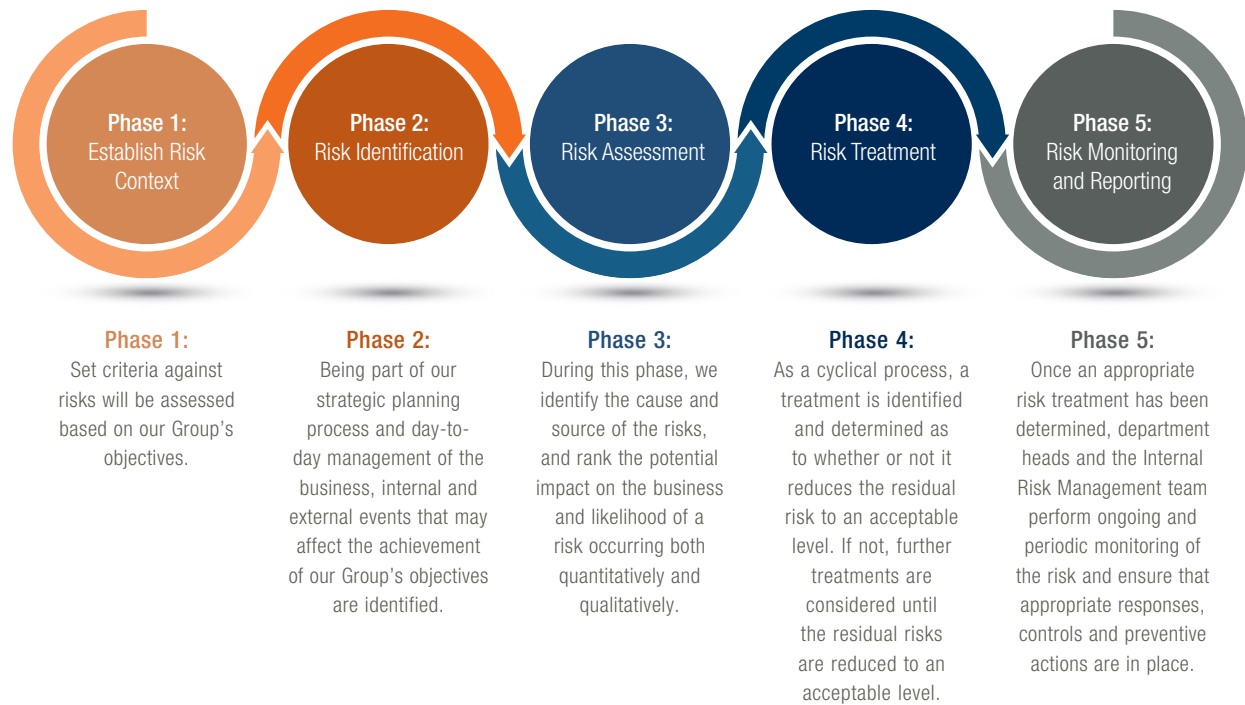 Phase 1:
Establish Risk
Context
Phase 2:
Risk Identification
Phase 3:
Risk Assessment
Phase 4:
Risk Treatment
Phase 5:
Risk Monitoring
and Reporting
Phase 1:
Set criteria against
risks will be assessed
based on our Group's
objectives.
Phase 2:
Being part of our
strategic planning
process and day-to-
day management of the
business, internal and
external events that may
affect the achievement
of our Group's objectives
are identified.
Phase 3:
During this phase, we
identify the cause and
source of the risks,
and rank the potential
impact on the business
and likelihood of a
risk occurring both
quantitatively and
qualitatively.
Phase 4:
As a cyclical process, a
treatment is identified
and determined as
to whether or not it
reduces the residual
risk to an acceptable
level. If not, further
treatments are
considered until
the residual risks
are reduced to an
acceptable level.
Phase 5:
Once an appropriate
risk treatment has been
determined, department
heads and the Internal
Risk Management team
perform ongoing and
periodic monitoring of
the risk and ensure that
appropriate responses,
controls and preventive
actions are in place.